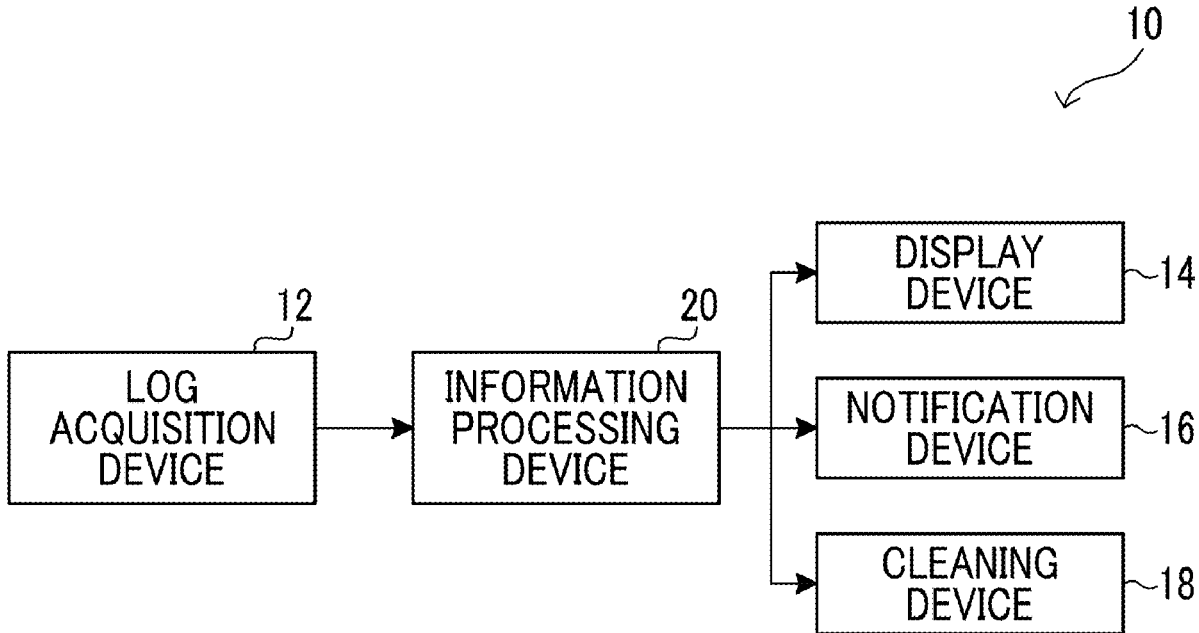 10
12
LOG
ACQUISITION
DEVICE
20
INFORMATION
PROCESSING
DEVICE
DISPLAY
DEVICE
14
NOTIFICATION
DEVICE
16
CLEANING
DEVICE
18